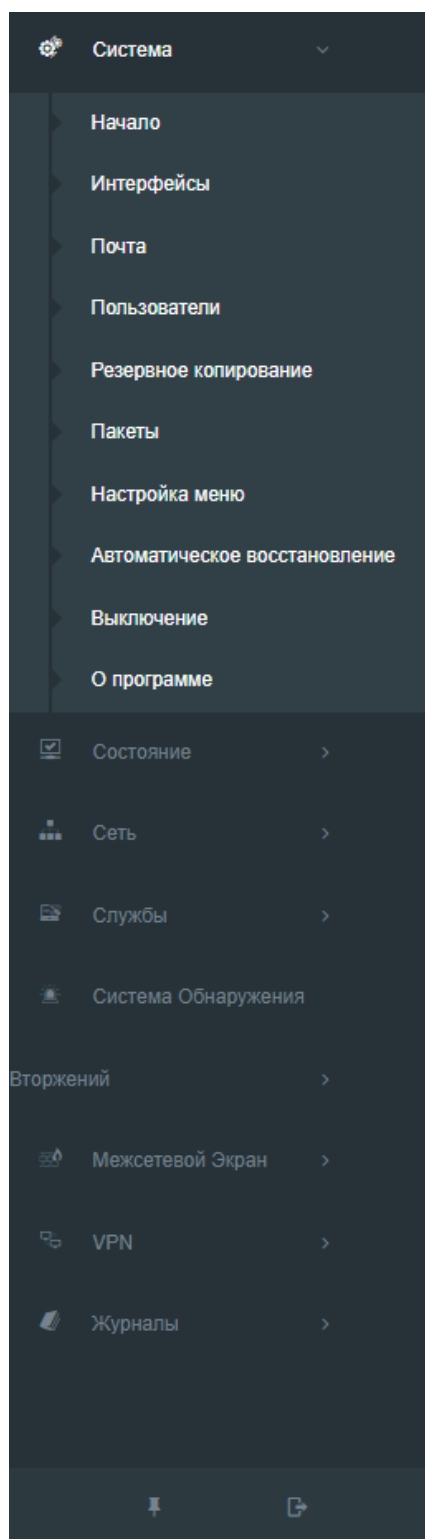 Система
Начало
Интерфейсы
Почта
Пользователи
Резервное копирование
Пакеты
Настройка меню
Автоматическое восстановление
Выключение
О программе
Состояние
Сеть
Службы
Система Обнаружения
Вторжений
Межсетевой Экран
VPN
Журналы